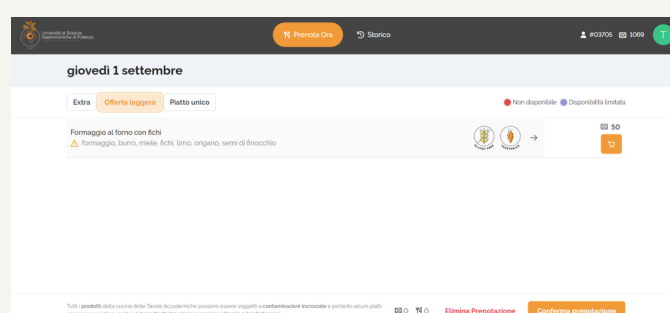 Università di Scienze
Gastronomiche di Pollenzo
Prenota Ora
Storico
#03705
1069
T
giovedì 1 settembre
Extra
Offerta leggera
Piatto unico
Non disponibile
Disponibilità limitata
Formaggio al forno con fichi
formaggio, burro, miele, fichi, timo, origano, semi di finocchio
GLUTEN FREE
VEGETARIAN
50
Tutti i prodotti della cucina delle Tavole Accademiche possono essere soggetti a contaminazioni incrociate e pertanto alcuni piatti
0
0
Elimina Prenotazione
Conferma prenotazione